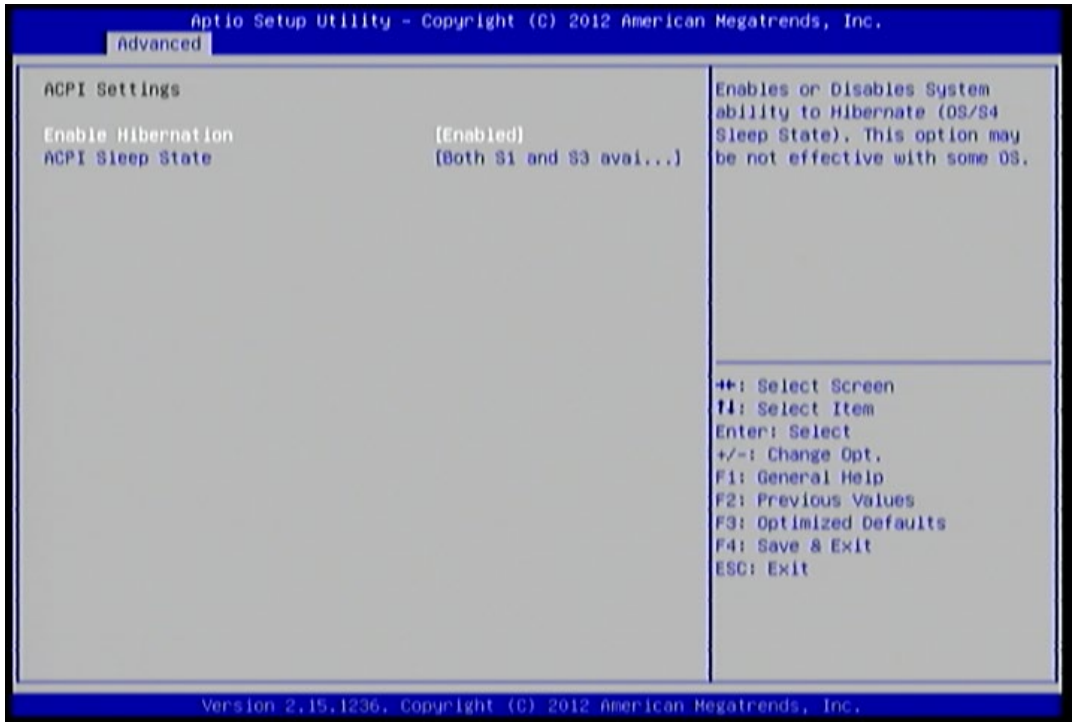 Aptio Setup Utility - Copyright (C) 2012 American Megatrends, Inc.
Advanced
ACPI Settings
Enable Hibernation [Enabled]
ACPI Sleep State [Both S1 and S3 avai...]
Enables or Disables System
ability to Hibernate (OS/S4
Sleep State). This option may
be not effective with some OS.
→←: Select Screen
↑↓: Select Item
Enter: Select
+/-: Change Opt.
F1: General Help
F2: Previous Values
F3: Optimized Defaults
F4: Save & Exit
ESC: Exit
Version 2.15.1236. Copyright (C) 2012 American Megatrends, Inc.